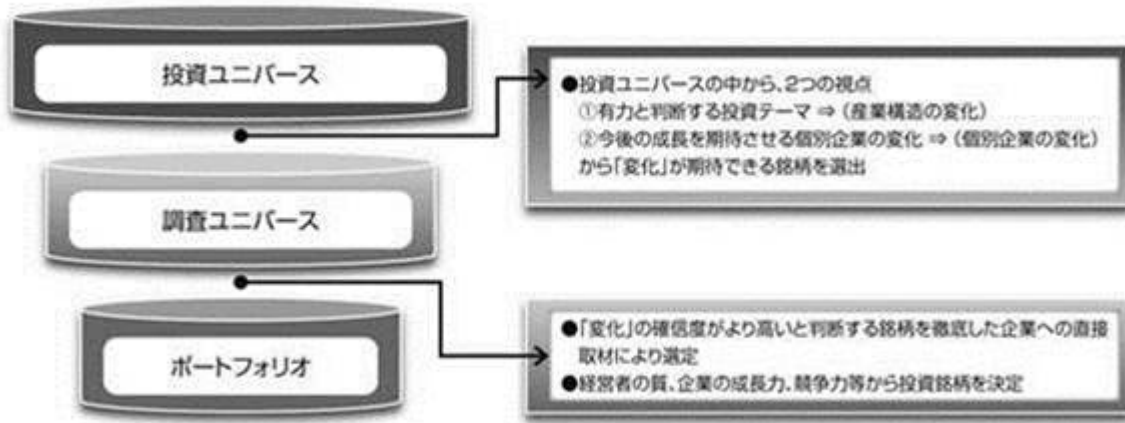 投資ユニバース
●投資ユニバースの中から、2つの視点
①有力と判断する投資テーマ ⇒ (産業構造の変化)
②今後の成長を期待させる個別企業の変化 ⇒ (個別企業の変化)
から「変化」が期待できる銘柄を選出
調査ユニバース
ポートフォリオ
●「変化」の確信度がより高いと判断する銘柄を徹底した企業への直接
取材により選定
●経営者の質、企業の成長力、競争力等から投資銘柄を決定